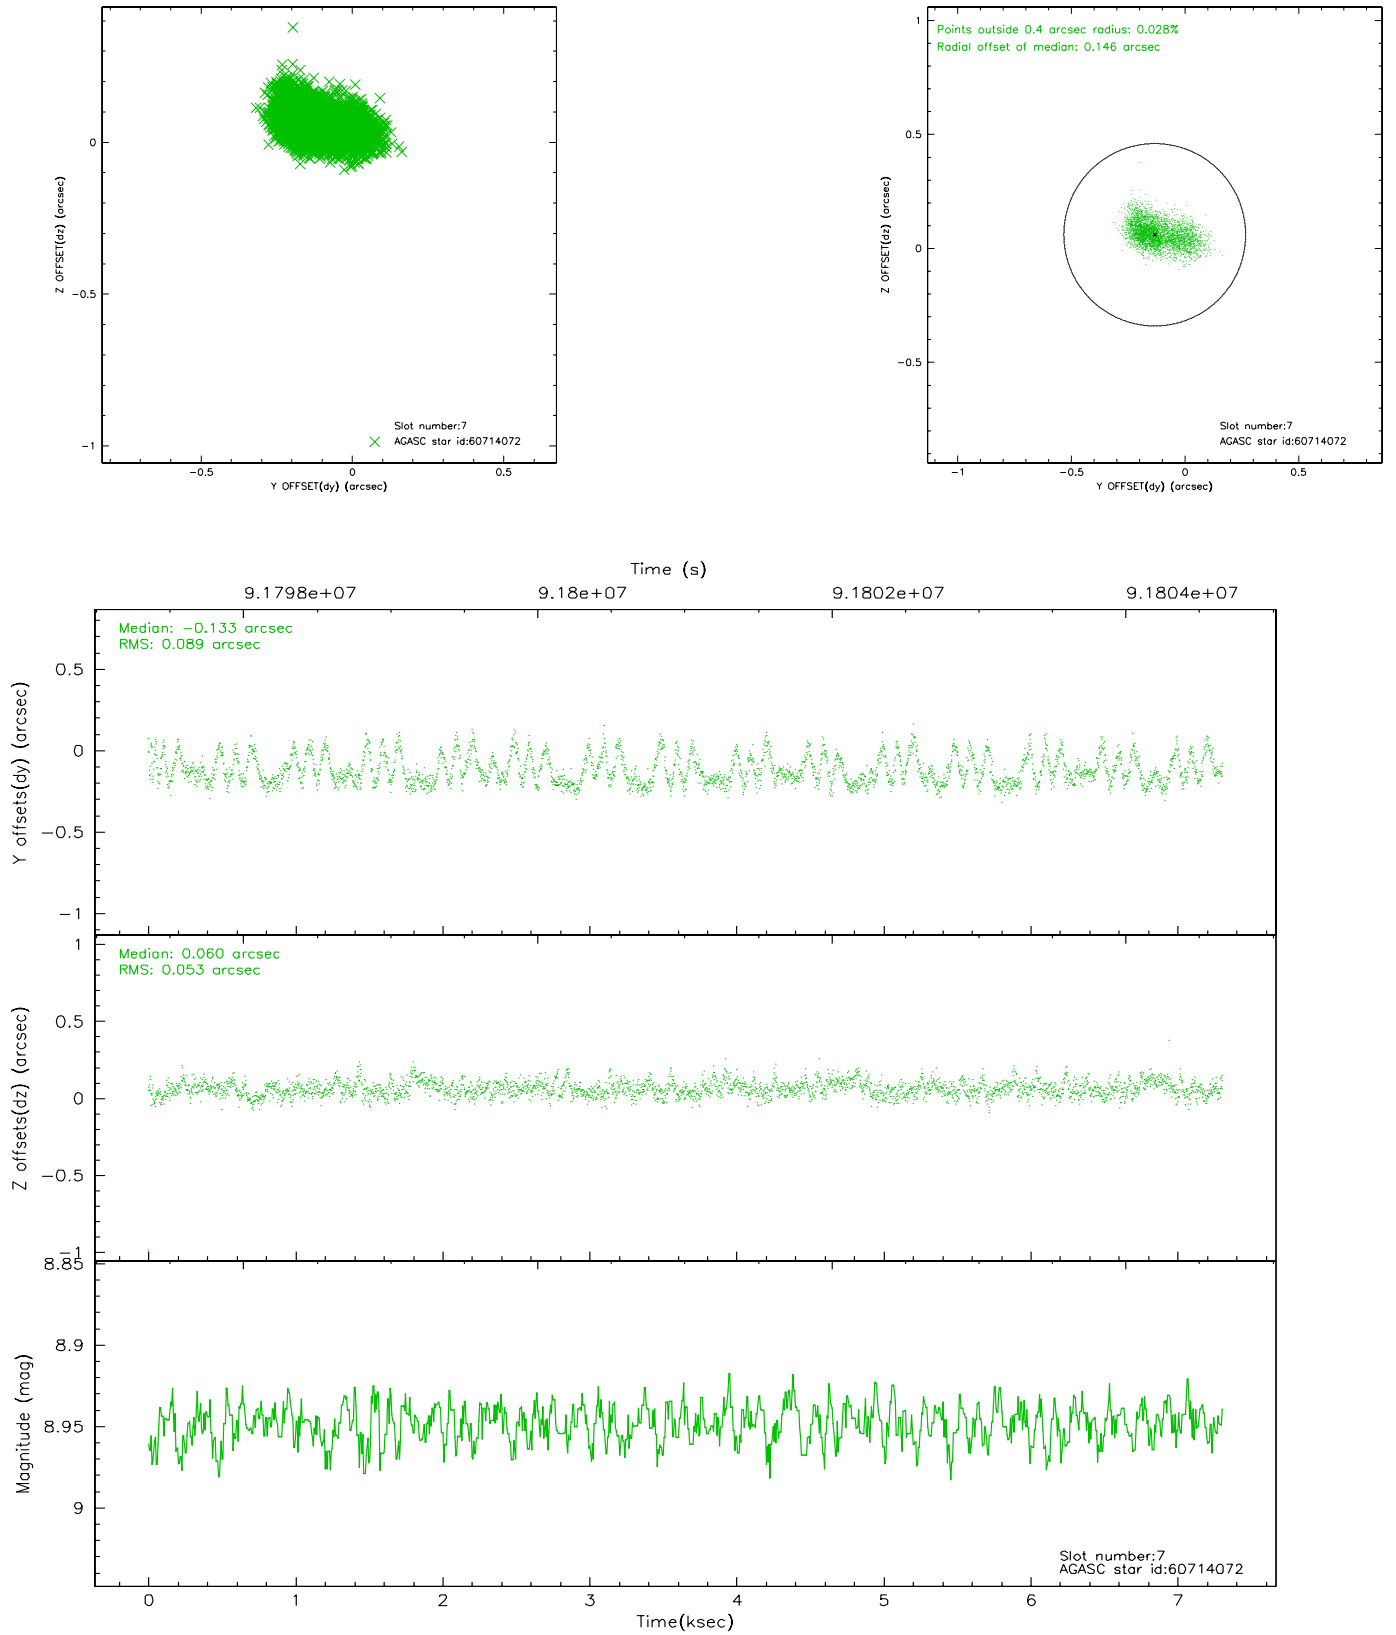 0
-0.5
-1
Z OFFSET(dz) (arcsec)
Slot number:7
AGASC star id:60714072
-0.5
0
0.5
Y OFFSET(dy) (arcsec)
Points outside 0.4 arcsec radius: 0.028%
Radial offset of median: 0.146 arcsec
1
0.5
0
-0.5
Z OFFSET(dz) (arcsec)
Slot number:7
AGASC star id:60714072
-1
-0.5
0
0.5
Y OFFSET(dy) (arcsec)
Time (s)
9.1798e+07
9.18e+07
9.1802e+07
9.1804e+07
Median: -0.133 arcsec
RMS: 0.089 arcsec
0.5
0
-0.5
-1
Y offsets(dy) (arcsec)
Median: 0.060 arcsec
RMS: 0.053 arcsec
1
0.5
0
-0.5
-1
Z offsets(dz) (arcsec)
8.85
8.9
8.95
9
Magnitude (mag)
Slot number:7
AGASC star id:60714072
0
1
2
3
4
5
6
7
Time(ksec)